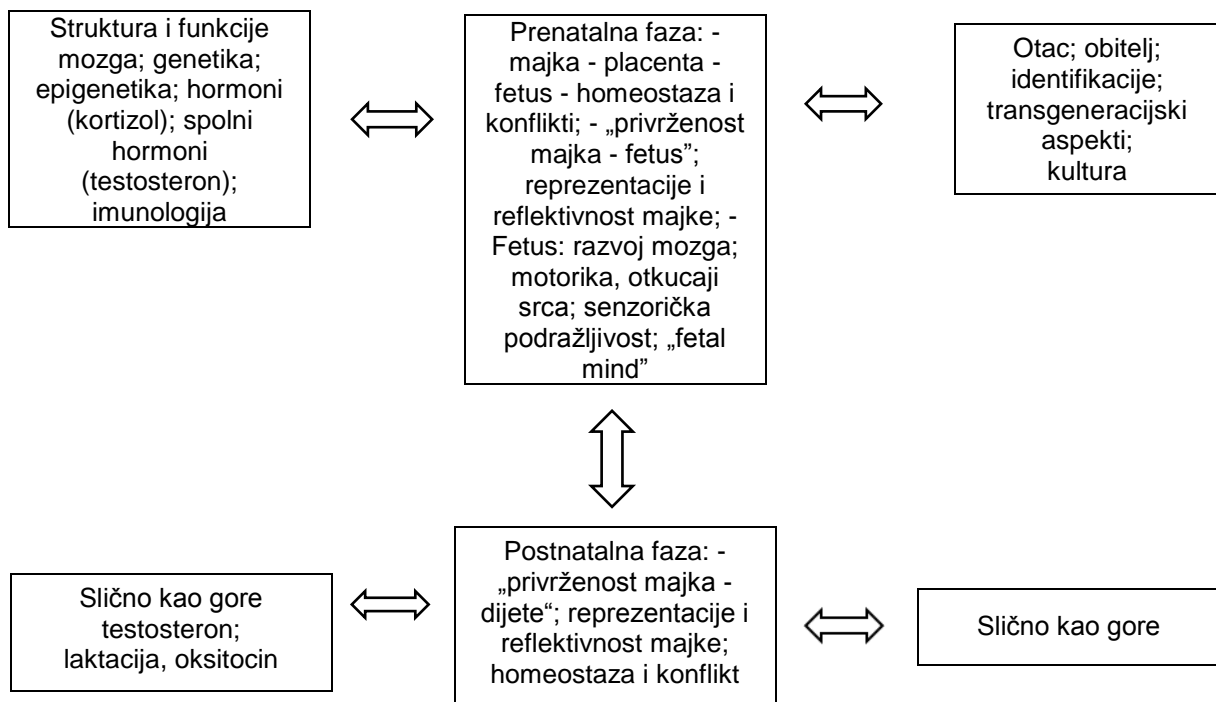 Struktura i funkcije
mozga; genetika;
epigenetika; hormoni
(kortizol); spolni
hormoni
(testosteron);
imunologija
Prenatalna faza: -
majka - placenta -
fetus - homeostaza i
konflikti; - „privrženost
majka - fetus”;
reprezentacije i
reflektivnost majke; -
Fetus: razvoj mozga;
motorika, otkucaji
srca; senzorička
podražljivost; „fetal
mind”
Otac; obitelj;
identifikacije;
transgeneracijski
aspekti;
kultura
Slično kao gore
testosteron;
laktacija, oksitocin
Postnatalna faza: -
„privrženost majka -
dijete“; reprezentacije i
reflektivnost majke;
homeostaza i konflikt
Slično kao gore